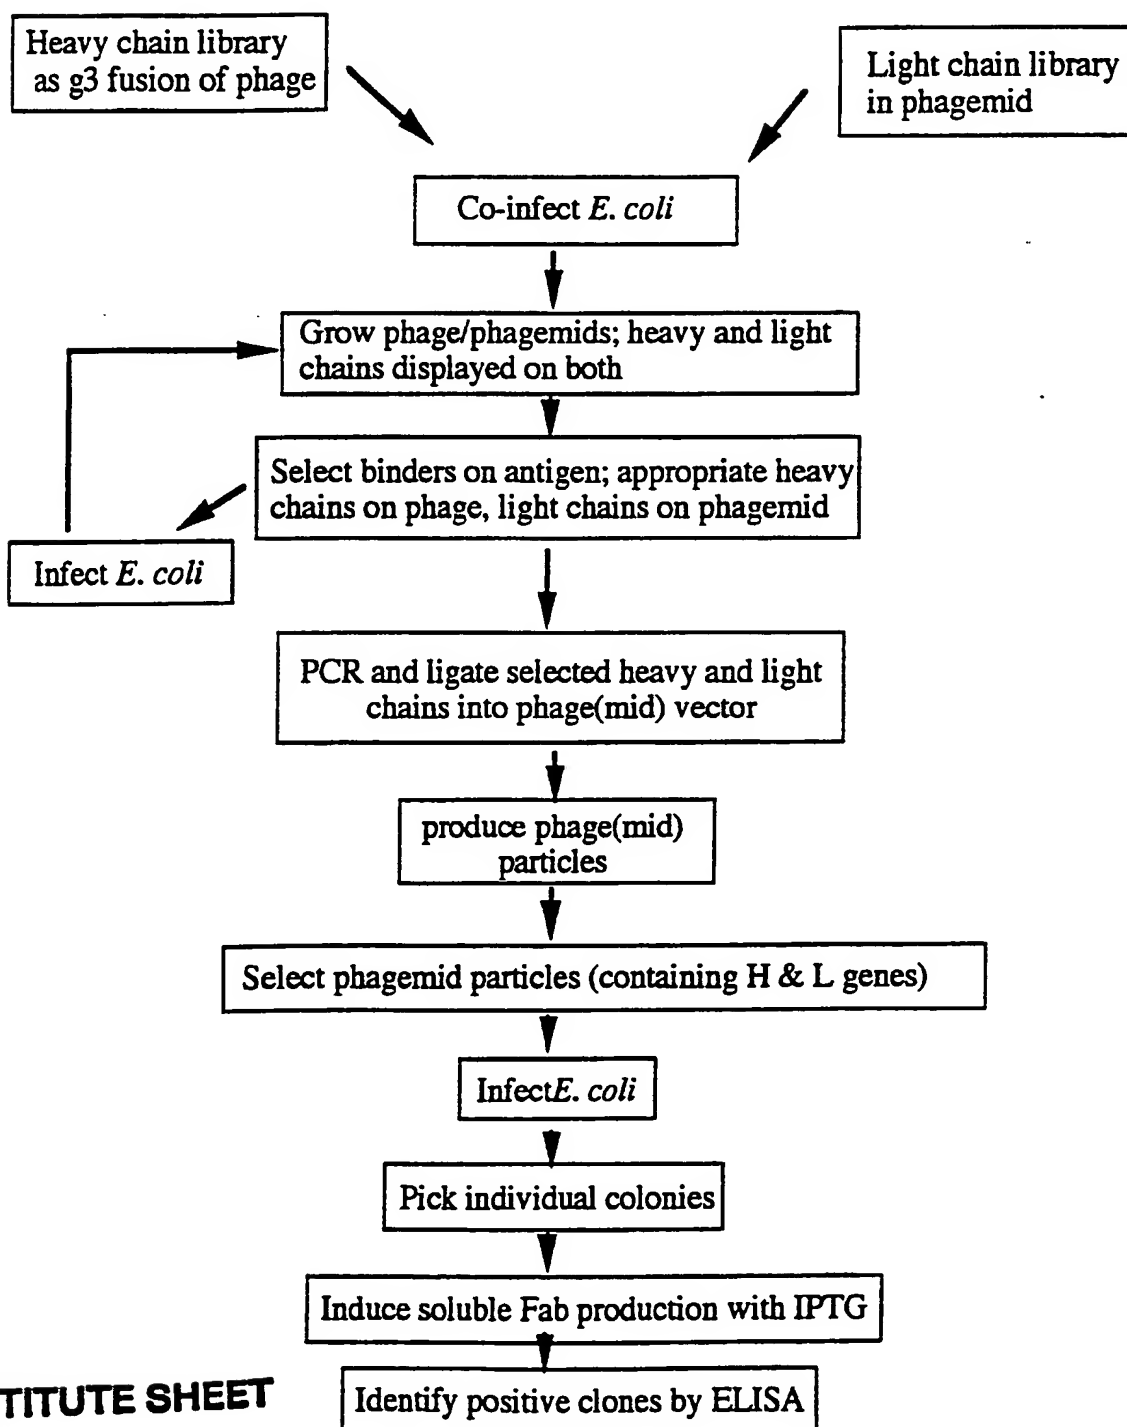 Heavy chain library
as g3 fusion of phage
Light chain library
in phagemid
Co-infect E. coli
Grow phage/phagemids; heavy and light
chains displayed on both
Select binders on antigen; appropriate heavy
chains on phage, light chains on phagemid
Infect E. coli
PCR and ligate selected heavy and light
chains into phage(mid) vector
produce phage(mid)
particles
Select phagemid particles (containing H & L genes)
InfectE. coli
Pick individual colonies
Induce soluble Fab production with IPTG
Identify positive clones by ELISA
TITUTE SHEET